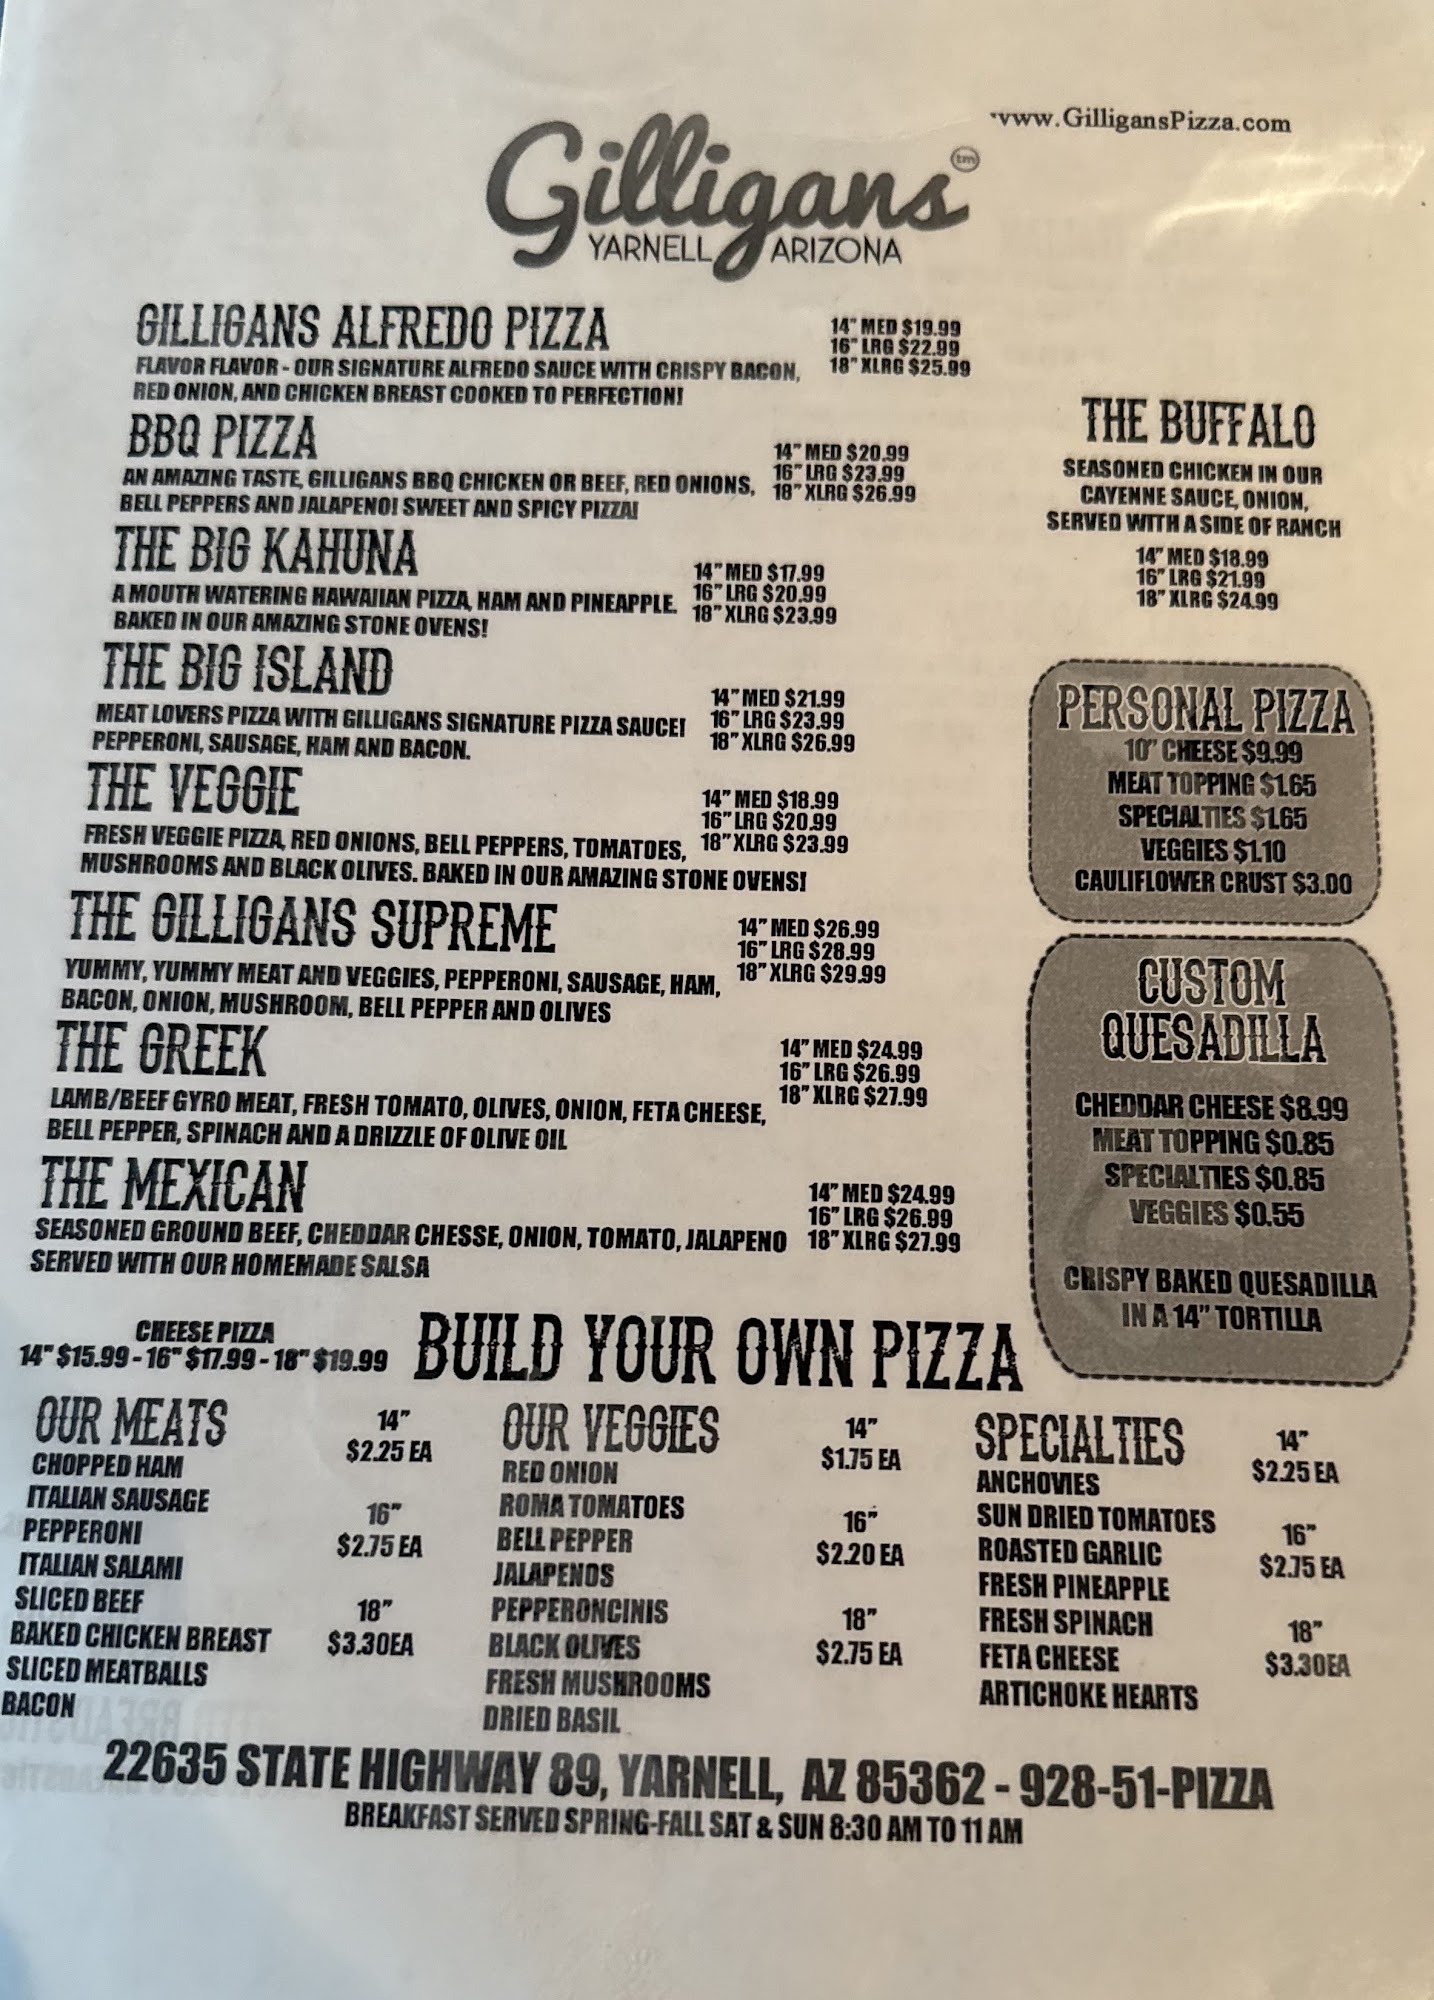 www.GilligansPizza.com
Gilligans tm
YARNELL ARIZONA
GILLIGANS ALFREDO PIZZA
14" MED $19.99
16" LRG $22.99
18" XLRG $25.99
FLAVOR FLAVOR - OUR SIGNATURE ALFREDO SAUCE WITH CRISPY BACON,
RED ONION, AND CHICKEN BREAST COOKED TO PERFECTION!
BBQ PIZZA
14" MED $20.99
16" LRG $23.99
18" XLRG $26.99
AN AMAZING TASTE, GILLIGANS BBQ CHICKEN OR BEEF, RED ONIONS,
BELL PEPPERS AND JALAPENO! SWEET AND SPICY PIZZA!
THE BIG KAHUNA
14" MED $17.99
16" LRG $20.99
18" XLRG $23.99
A MOUTH WATERING HAWAIIAN PIZZA, HAM AND PINEAPPLE.
BAKED IN OUR AMAZING STONE OVENS!
THE BIG ISLAND
14" MED $21.99
16" LRG $23.99
18" XLRG $26.99
MEAT LOVERS PIZZA WITH GILLIGANS SIGNATURE PIZZA SAUCE!
PEPPERONI, SAUSAGE, HAM AND BACON.
THE VEGGIE
14" MED $18.99
16" LRG $20.99
18" XLRG $23.99
FRESH VEGGIE PIZZA, RED ONIONS, BELL PEPPERS, TOMATOES,
MUSHROOMS AND BLACK OLIVES. BAKED IN OUR AMAZING STONE OVENS!
THE GILLIGANS SUPREME
14" MED $26.99
16" LRG $28.99
18" XLRG $29.99
YUMMY, YUMMY MEAT AND VEGGIES, PEPPERONI, SAUSAGE, HAM,
BACON, ONION, MUSHROOM, BELL PEPPER AND OLIVES
THE GREEK
14" MED $24.99
16" LRG $26.99
18" XLRG $27.99
LAMB/BEEF GYRO MEAT, FRESH TOMATO, OLIVES, ONION, FETA CHEESE,
BELL PEPPER, SPINACH AND A DRIZZLE OF OLIVE OIL
THE MEXICAN
14" MED $24.99
16" LRG $26.99
18" XLRG $27.99
SEASONED GROUND BEEF, CHEDDAR CHESSE, ONION, TOMATO, JALAPENO
SERVED WITH OUR HOMEMADE SALSA
THE BUFFALO
SEASONED CHICKEN IN OUR
CAYENNE SAUCE, ONION,
SERVED WITH A SIDE OF RANCH
14" MED $18.99
16" LRG $21.99
18" XLRG $24.99
PERSONAL PIZZA
10" CHEESE $9.99
MEAT TOPPING $1.65
SPECIALTIES $1.65
VEGGIES $1.10
CAULIFLOWER CRUST $3.00
CUSTOM
QUESADILLA
CHEDDAR CHEESE $8.99
MEAT TOPPING $0.85
SPECIALTIES $0.85
VEGGIES $0.55
CRISPY BAKED QUESADILLA
IN A 14" TORTILLA
CHEESE PIZZA
14" $15.99 - 16" $17.99 - 18" $19.99
BUILD YOUR OWN PIZZA
OUR MEATS
CHOPPED HAM
ITALIAN SAUSAGE
PEPPERONI
ITALIAN SALAMI
SLICED BEEF
BAKED CHICKEN BREAST
SLICED MEATBALLS
BACON
14"
$2.25 EA
16"
$2.75 EA
18"
$3.30EA
OUR VEGGIES
RED ONION
ROMA TOMATOES
BELL PEPPER
JALAPENOS
PEPPERONCINIS
BLACK OLIVES
FRESH MUSHROOMS
DRIED BASIL
14"
$1.75 EA
16"
$2.20 EA
18"
$2.75 EA
SPECIALTIES
ANCHOVIES
SUN DRIED TOMATOES
ROASTED GARLIC
FRESH PINEAPPLE
FRESH SPINACH
FETA CHEESE
ARTICHOKE HEARTS
14"
$2.25 EA
16"
$2.75 EA
18"
$3.30EA
22635 STATE HIGHWAY 89, YARNELL, AZ 85362 - 928-51-PIZZA
BREAKFAST SERVED SPRING-FALL SAT & SUN 8:30 AM TO 11 AM